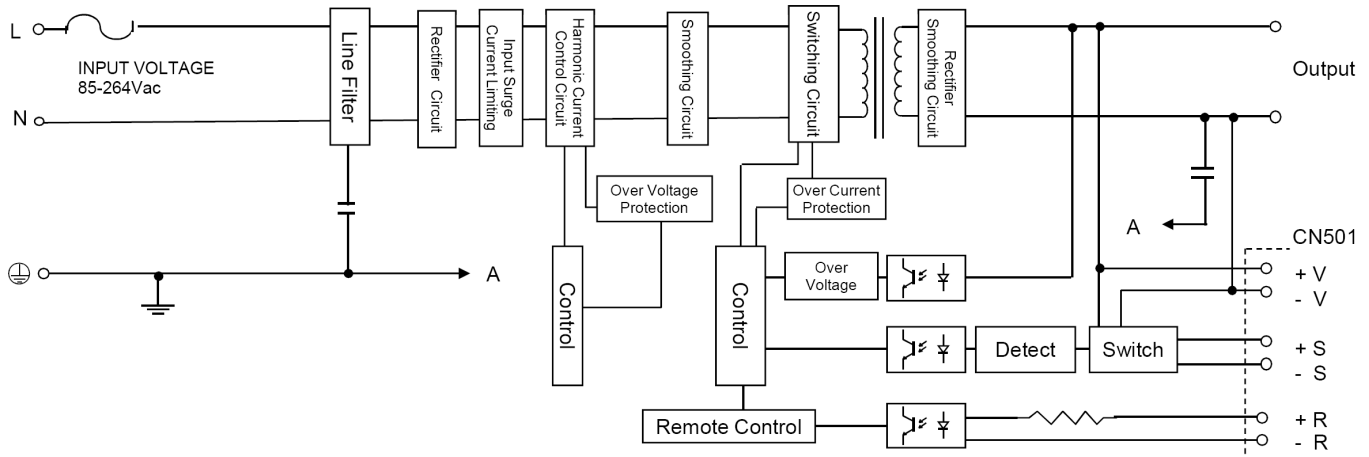 L
INPUT VOLTAGE
85-264Vac
N
Line Filter
Rectifier Circuit
Input Surge
Current Limiting
Harmonic Current
Control Circuit
Smoothing Circuit
Switching Circuit
Rectifier
Smoothing Circuit
Output
Over Voltage
Protection
Over Current
Protection
A
A
Control
Control
Over
Voltage
CN501
+ V
- V
Detect
Switch
+ S
- S
Remote Control
+ R
- R